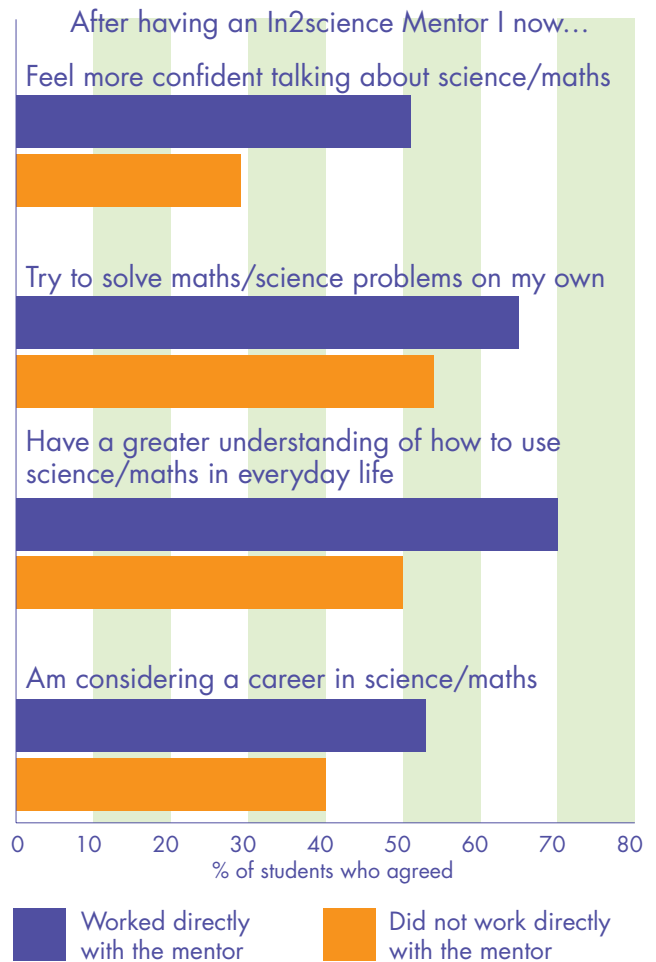 After having an In2science Mentor I now...
Feel more confident talking about science/maths
Try to solve maths/science problems on my own
Have a greater understanding of how to use
science/maths in everyday life
Am considering a career in science/maths
0 10 20 30 40 50 60 70 80
% of students who agreed
Worked directly
with the mentor
Did not work directly
with the mentor